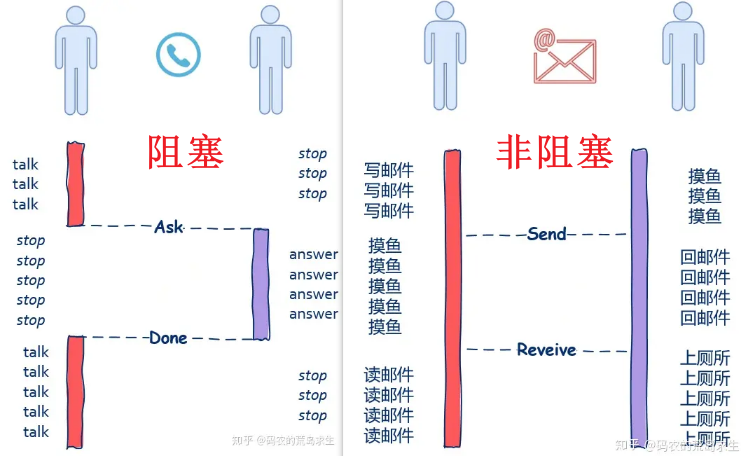 阻塞
talk
talk
talk
stop
stop
stop
Ask
stop
stop
stop
stop
stop
answer
answer
answer
answer
Done
talk
talk
talk
talk
talk
stop
stop
stop
知乎 @码农的荒岛求生
@
非阻塞
写邮件
写邮件
写邮件
摸鱼
摸鱼
摸鱼
Send
摸鱼
摸鱼
摸鱼
摸鱼
摸鱼
回邮件
回邮件
回邮件
回邮件
Reveive
读邮件
读邮件
读邮件
读邮件
上厕所
上厕所
上厕所
上厕所
上厕所
知乎 @码农的荒岛求生